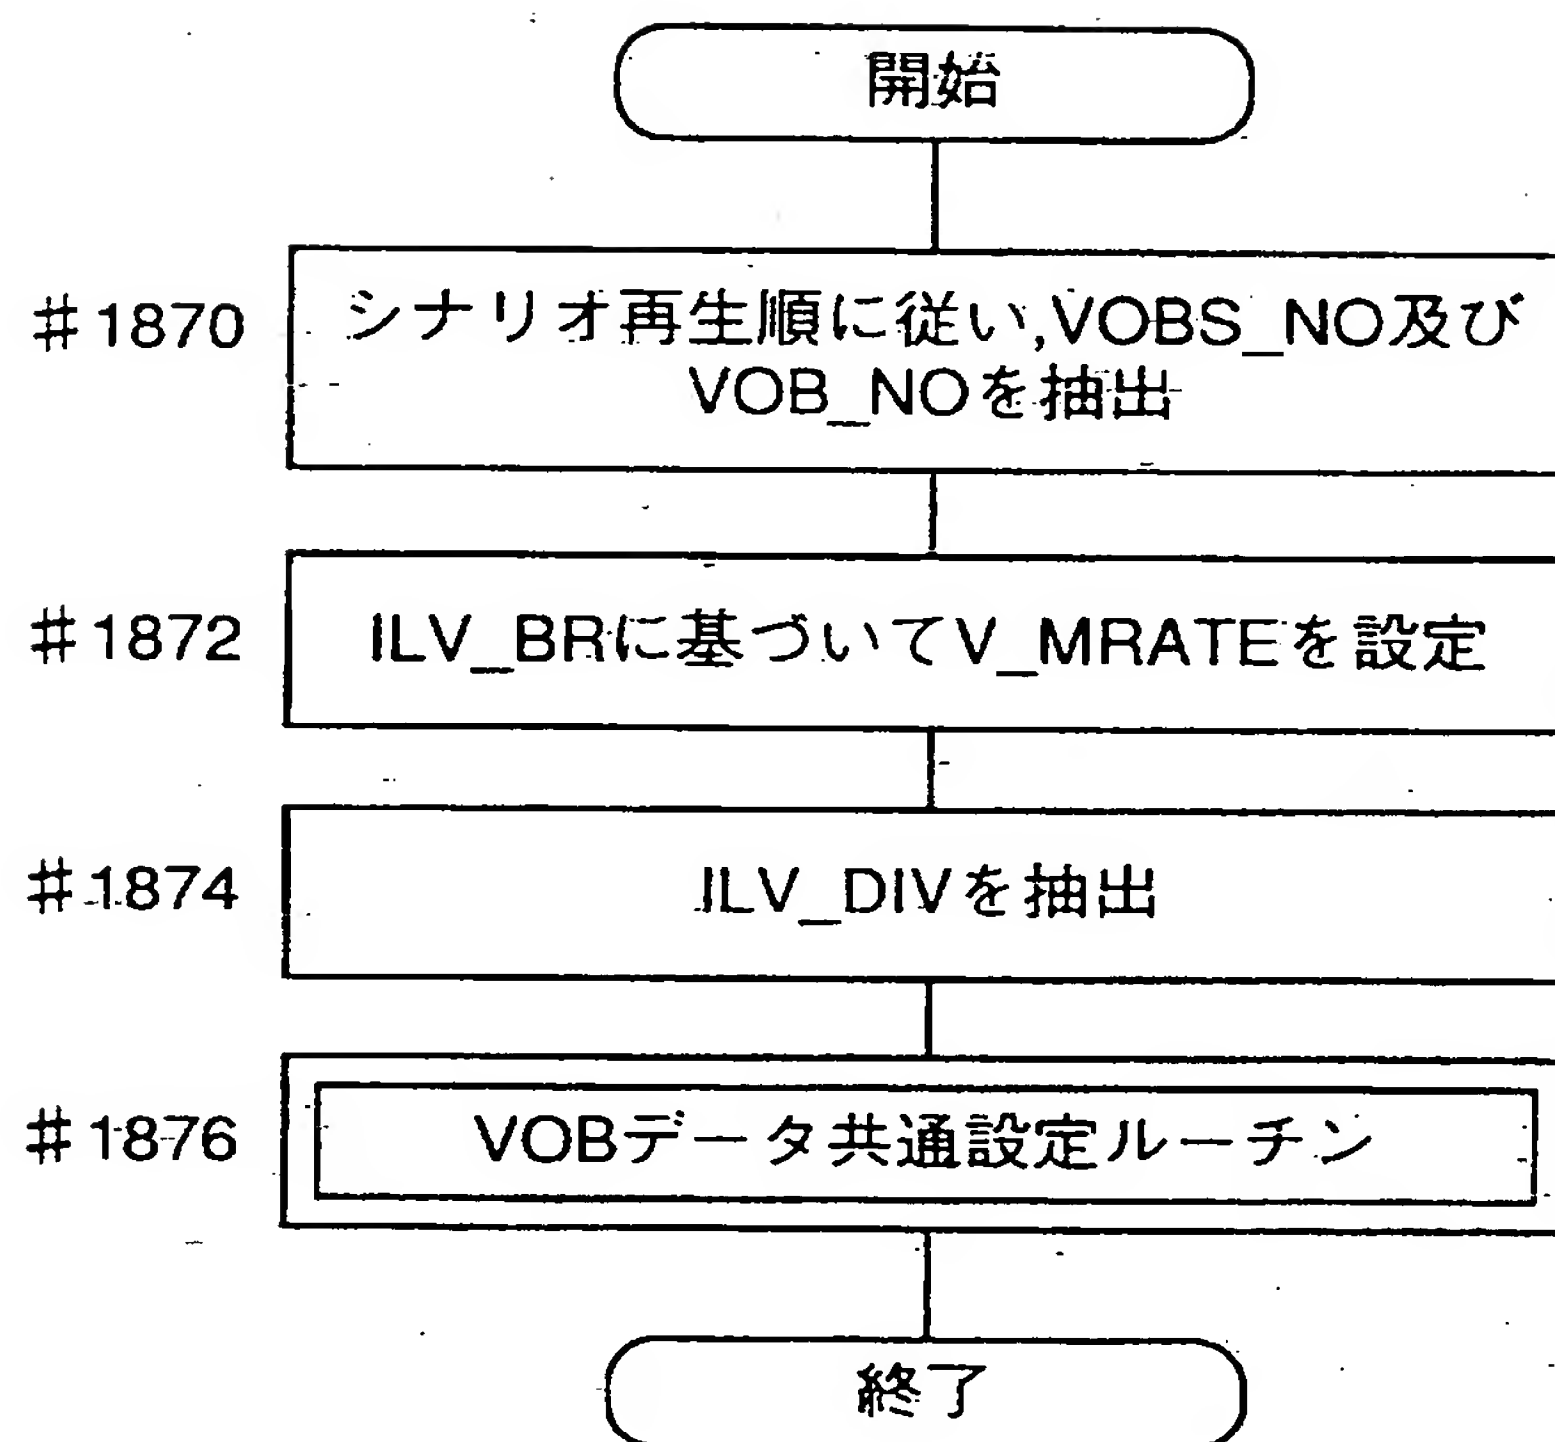 開始
#1870
シナリオ再生順に従い,VOBS_NO及び
VOB_NOを抽出
#1872
ILV_BRに基づいてV_MRATEを設定
#1874
ILV_DIVを抽出
#1876
VOBデータ共通設定ルーチン
終了